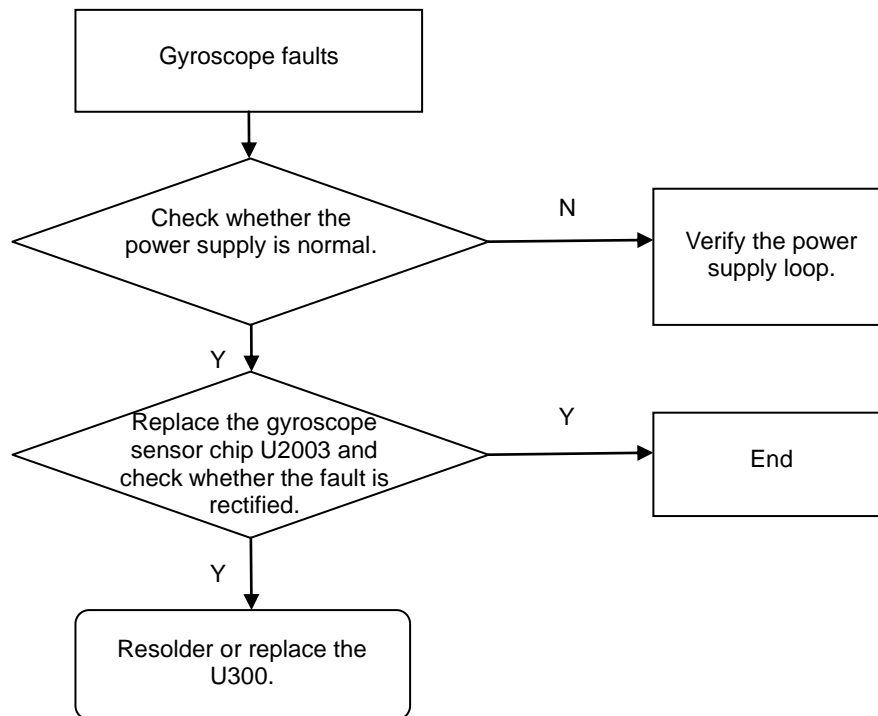 Gyroscope faults
Check whether the
power supply is normal.
N
Verify the power
supply loop.
Y
Replace the gyroscope
sensor chip U2003 and
check whether the fault is
rectified.
Y
End
Y
Resolder or replace the
U300.